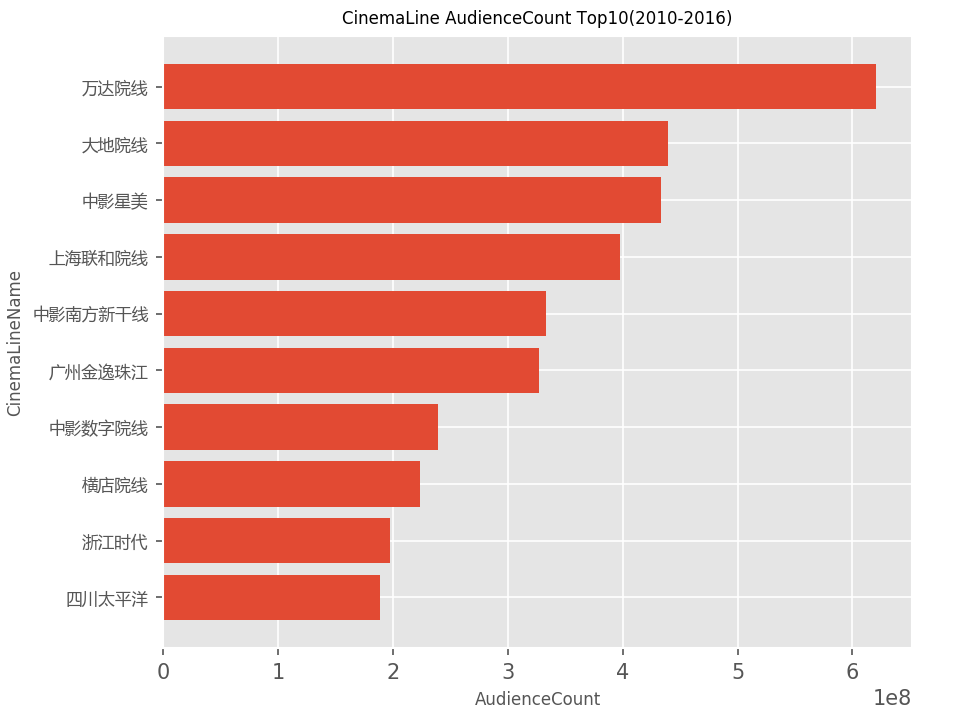 CinemaLine AudienceCount Top10(2010-2016)
CinemaLineName
万达院线
大地院线
中影星美
上海联和院线
中影南方新干线
广州金逸珠江
中影数字院线
横店院线
浙江时代
四川太平洋
0 1 2 3 4 5 6
1e8
AudienceCount